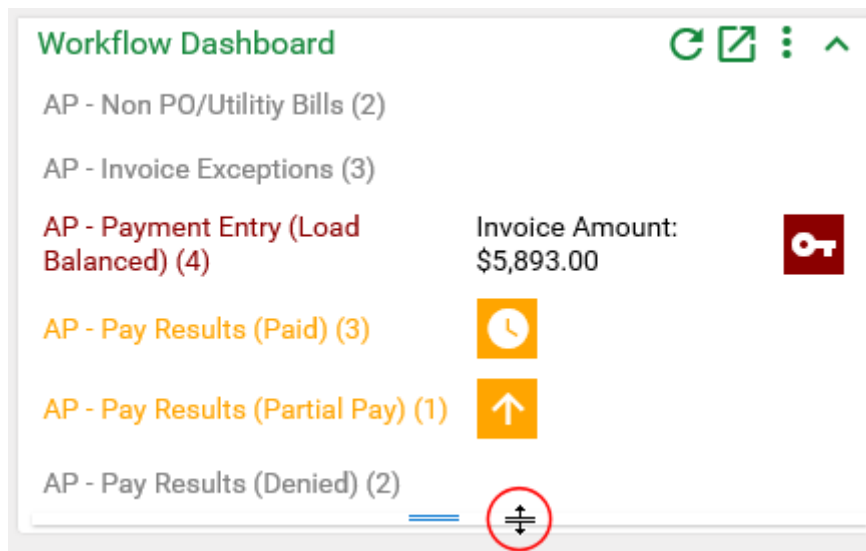 Workflow Dashboard
AP - Non PO/Utilitiy Bills (2)
AP - Invoice Exceptions (3)
AP - Payment Entry (Load
Balanced) (4)
Invoice Amount:
$5,893.00
AP - Pay Results (Paid) (3)
AP - Pay Results (Partial Pay) (1)
AP - Pay Results (Denied) (2)